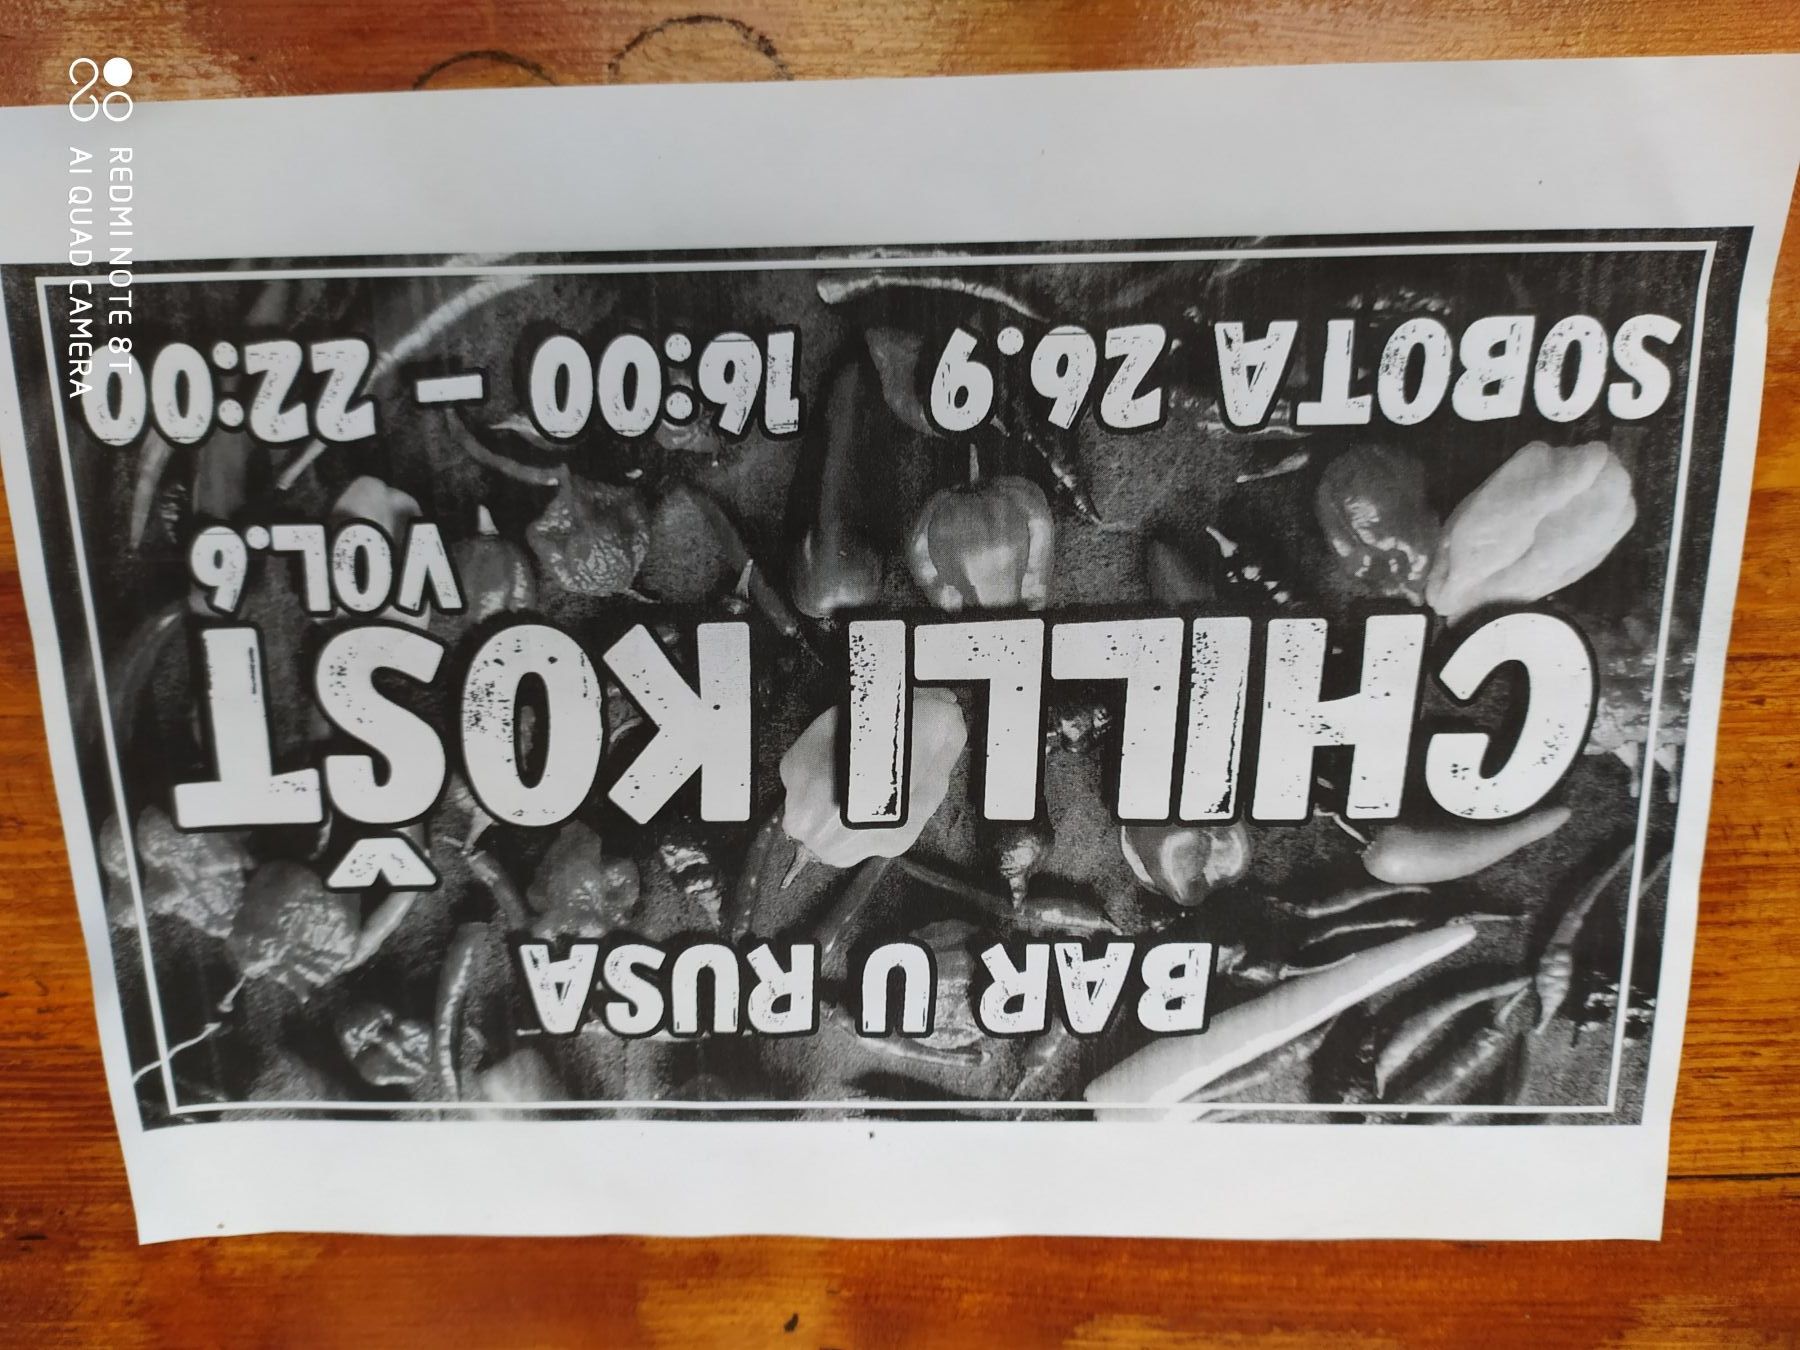 BAR U RUSA
CHILLI KOŠT
VOL.6
SOBOTA 26.9 16:00 - 22:00
REDMI NOTE 8T
AI QUAD CAMERA